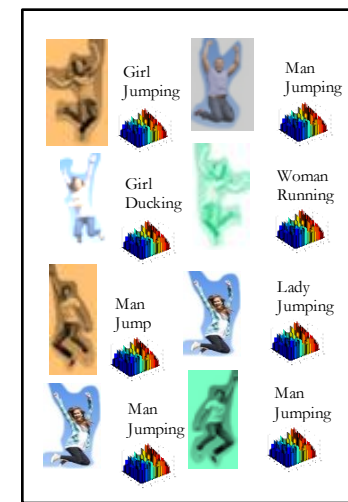 Girl
Jumping
Man
Jumping
Girl
Ducking
Woman
Running
Man
Jump
Lady
Jumping
Man
Jumping
Man
Jumping